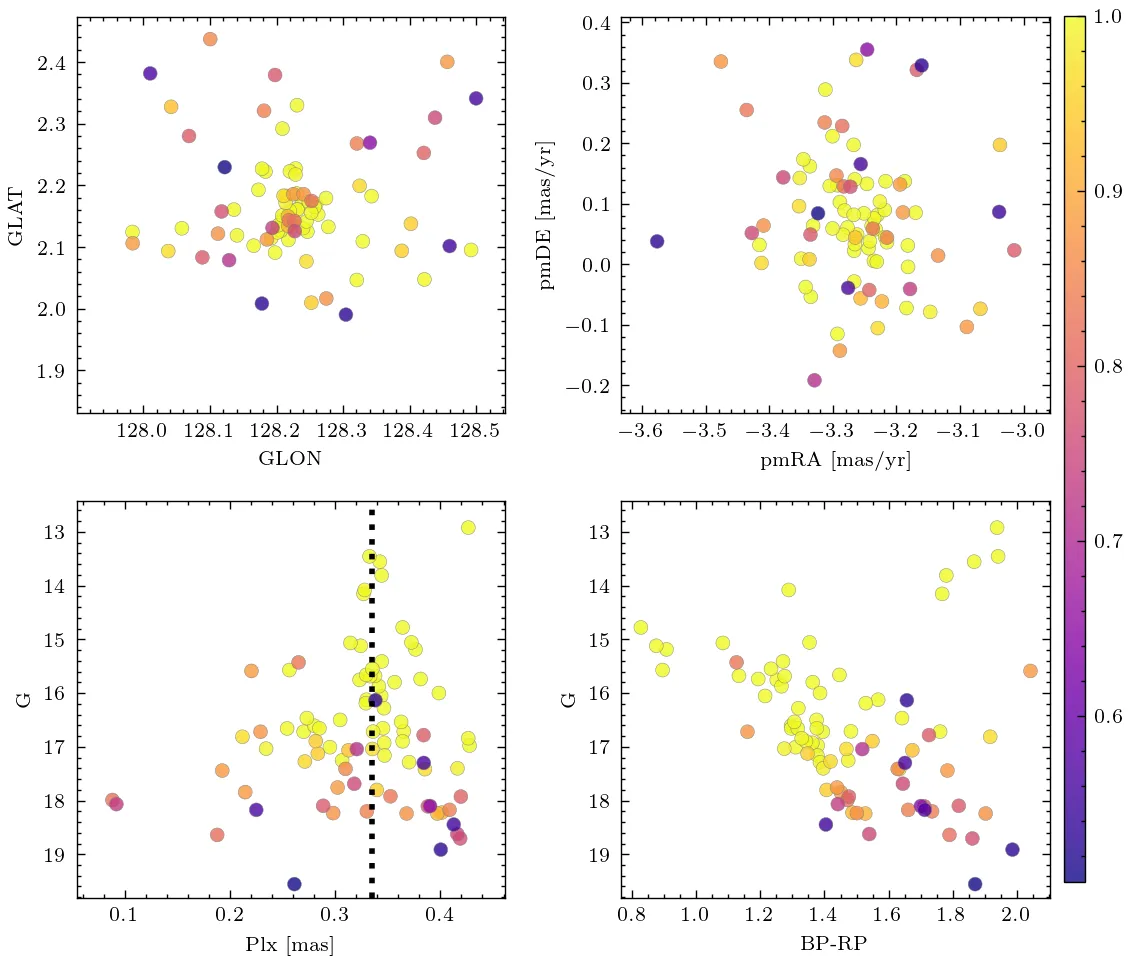 2.4
2.3
2.2
2.1
2.0
1.9
GLAT
128.0 128.1 128.2 128.3 128.4 128.5
GLON
0.4
0.3
0.2
0.1
0.0
−0.1
−0.2
pmDE [mas/yr]
−3.6 −3.5 −3.4 −3.3 −3.2 −3.1 −3.0
pmRA [mas/yr]
1.0
0.9
0.8
0.7
0.6
13
14
15
16
17
18
19
G
0.1 0.2 0.3 0.4
Plx [mas]
13
14
15
16
17
18
19
G
0.8 1.0 1.2 1.4 1.6 1.8 2.0
BP-RP